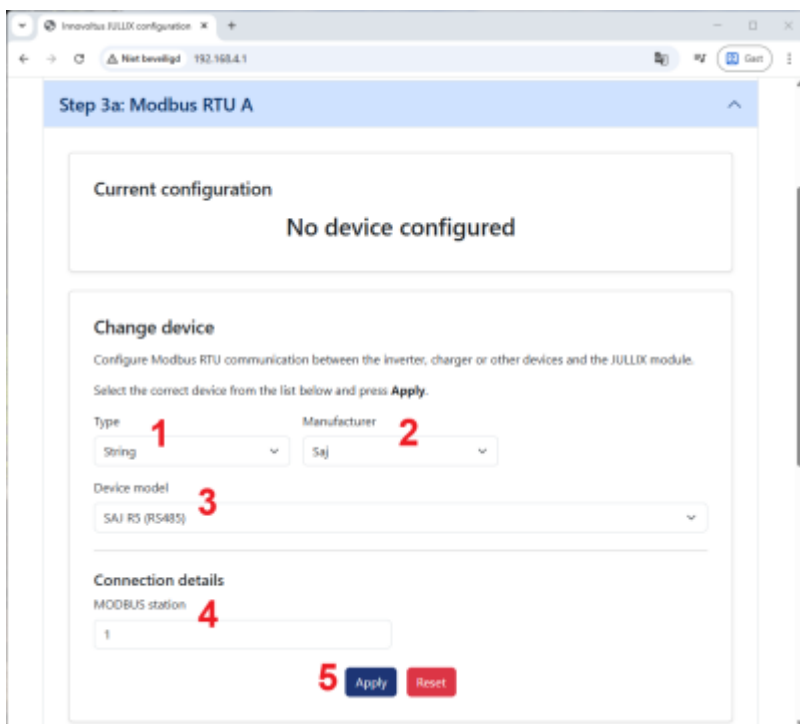 Innovoltus JULLIX configuration
Niet beveiligd 192.168.4.1 Gast
Step 3a: Modbus RTU A
Current configuration
No device configured
Change device
Configure Modbus RTU communication between the inverter, charger or other devices and the JULLIX module.
Select the correct device from the list below and press Apply.
Type 1 Manufacturer 2
String Saj
Device model 3
SAJ R5 (RS485)
Connection details
MODBUS station 4
1
5 Apply Reset